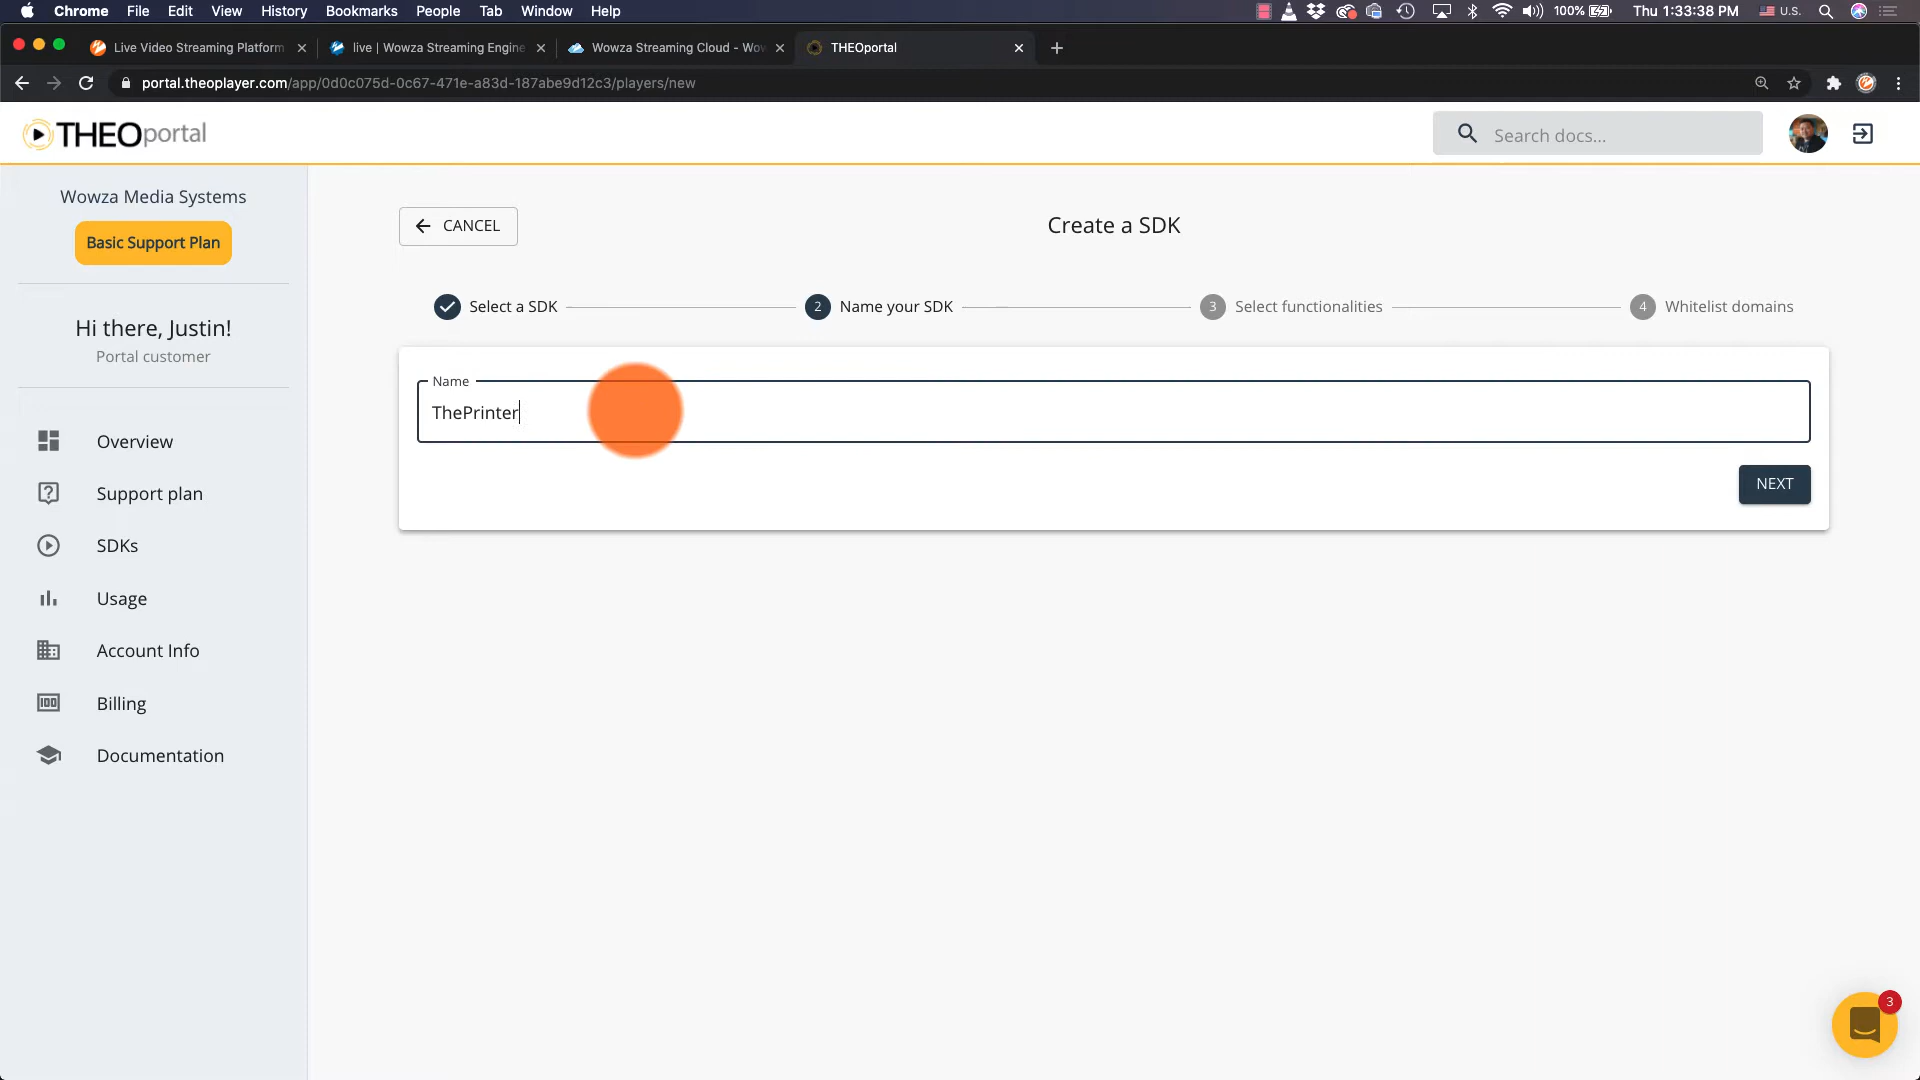 Chrome File Edit View History Bookmarks People Tab Window Help 100% Thu 1:33:38 PM U.S.
Live Video Streaming Platform live | Wowza Streaming Engine Wowza Streaming Cloud - Wow THEOportal
portal.theoplayer.com/app/0d0c075d-0c67-471e-a83d-187abe9d12c3/players/new
THEOportal Search docs...
Wowza Media Systems
Basic Support Plan
Hi there, Justin!
Portal customer
Overview
Support plan
SDKs
Usage
Account Info
Billing
Documentation
CANCEL Create a SDK
Select a SDK 2 Name your SDK 3 Select functionalities 4 Whitelist domains
Name
ThePrinter
NEXT
3